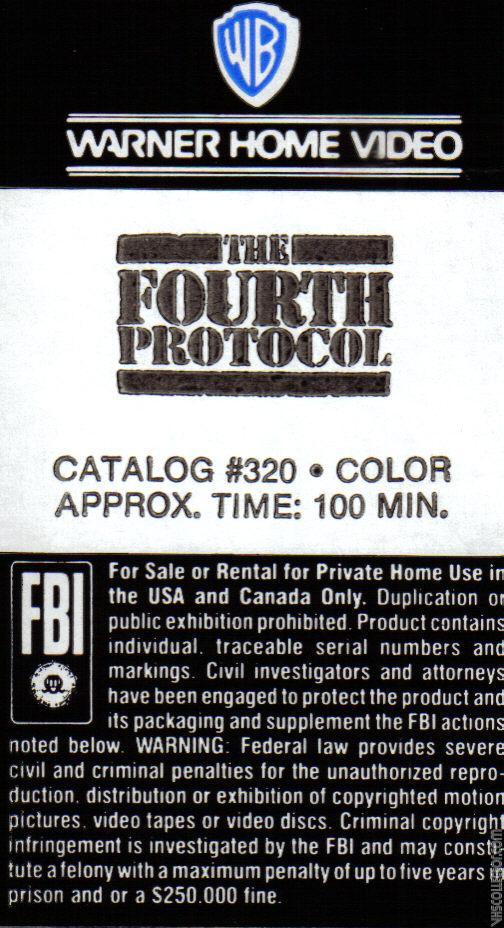 WB
WARNER HOME VIDEO
THE
FOURTH
PROTOCOL
CATALOG #320 • COLOR
APPROX. TIME: 100 MIN.
FBI
For Sale or Rental for Private Home Use in
the USA and Canada Only. Duplication or
public exhibition prohibited. Product contains
individual. traceable serial numbers and
markings. Civil investigators and attorneys
have been engaged to protect the product and
its packaging and supplement the FBI actions
noted below. WARNING: Federal law provides severe
civil and criminal penalties for the unauthorized repro
duction. distribution or exhibition of copyrighted motion
pictures. video tapes or video discs. Criminal copyright
infringement is investigated by the FBI and may consti
tute a felony with a maximum penalty of up to five years
prison and or a $250.000 fine.